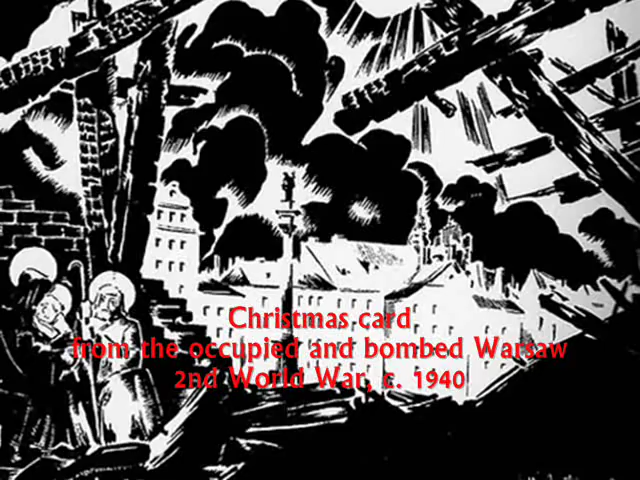 Christmas card
from the occupied and bombed Warsaw
2nd World War, c. 1940